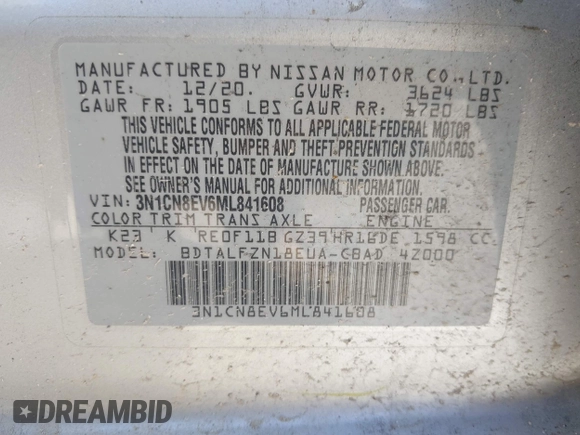 MANUFACTURED BY NISSAN MOTOR CO., LTD.
DATE: 12/20. GVWR: 3624 LBS
GAWR FR: 1905 LBS GAWR RR: 1720 LBS
THIS VEHICLE CONFORMS TO ALL APPLICABLE FEDERAL MOTOR
VEHICLE SAFETY, BUMPER AND THEFT PREVENTION STANDARDS
IN EFFECT ON THE DATE OF MANUFACTURE SHOWN ABOVE.
SEE OWNER'S MANUAL FOR ADDITIONAL INFORMATION.
VIN: 3N1CN8EV6ML841608 PASSENGER CAR.
COLOR TRIM TRANS AXLE ENGINE
K23 K RE0F11B GZ39 HR16DE 1598 CC
MODEL: BDTALFZN18EUA-CBAD 4Z000
3N1CN8EV6ML841608
DREAMBID